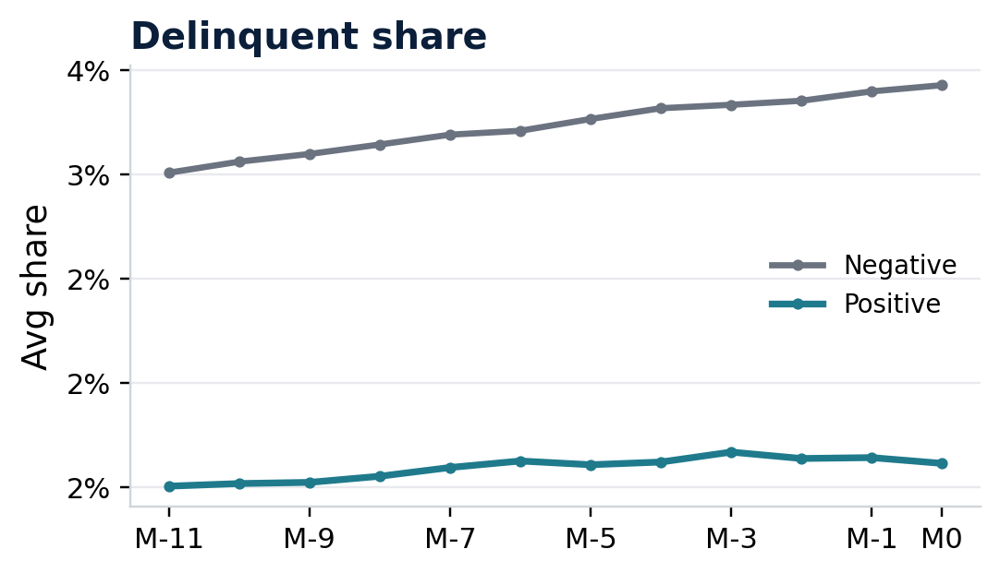 Delinquent share
Avg share
4%
3%
2%
2%
2%
Negative
Positive
M-11 M-9 M-7 M-5 M-3 M-1 M0